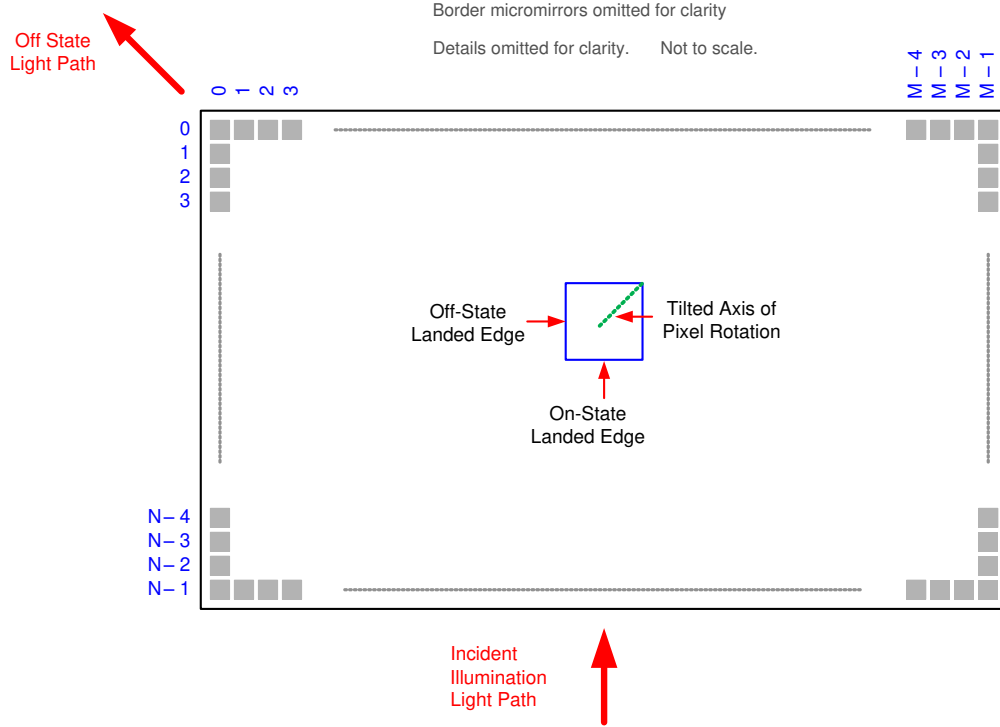 Border micromirrors omitted for clarity
Off State
Light Path
Details omitted for clarity. Not to scale.
0
1
2
3
M – 4
M – 3
M – 2
M – 1
0
1
2
3
Off-State
Landed Edge
Tilted Axis of
Pixel Rotation
On-State
Landed Edge
N – 4
N – 3
N – 2
N – 1
Incident
Illumination
Light Path